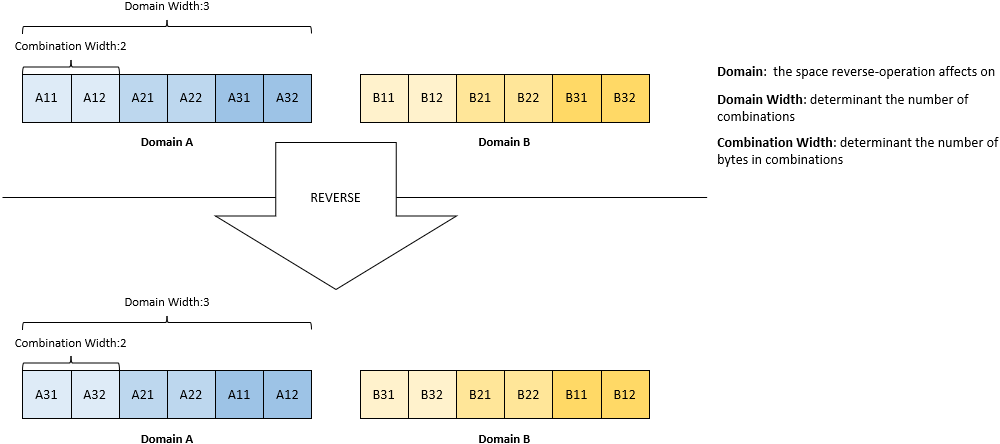 Domain Width:3
Combination Width:2
A11 A12 A21 A22 A31 A32 B11 B12 B21 B22 B31 B32
Domain A Domain B
Domain: the space reverse-operation affects on
Domain Width: determinant the number of
combinations
Combination Width: determinant the number of
bytes in combinations
REVERSE
Domain Width:3
Combination Width:2
A31 A32 A21 A22 A11 A12 B31 B32 B21 B22 B11 B12
Domain A Domain B